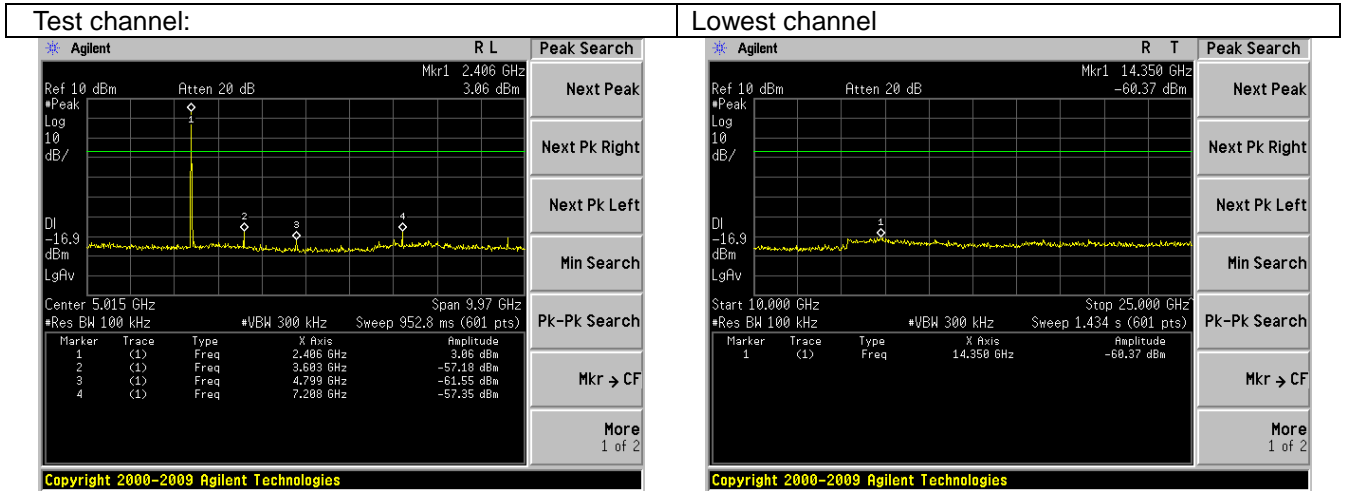 Test channel:
Lowest channel
Agilent
R L
Peak Search
Mkr1 2.406 GHz
Ref 10 dBm
Atten 20 dB
3.06 dBm
#Peak
Log
10
dB/
1
2
3
4
DI
-16.9
dBm
LgAv
Center 5.015 GHz
Span 9.97 GHz
#Res BW 100 kHz
#VBW 300 kHz
Sweep 952.8 ms (601 pts)
Marker Trace Type X Axis Amplitude
1 (1) Freq 2.406 GHz 3.06 dBm
2 (1) Freq 3.603 GHz -57.18 dBm
3 (1) Freq 4.799 GHz -61.55 dBm
4 (1) Freq 7.208 GHz -57.35 dBm
Next Peak
Next Pk Right
Next Pk Left
Min Search
Pk-Pk Search
Mkr → CF
More
1 of 2
Copyright 2000-2009 Agilent Technologies
Agilent
R T
Peak Search
Mkr1 14.350 GHz
Ref 10 dBm
Atten 20 dB
-60.37 dBm
#Peak
Log
10
dB/
1
DI
-16.9
dBm
LgAv
Start 10.000 GHz
Stop 25.000 GHz^
#Res BW 100 kHz
#VBW 300 kHz
Sweep 1.434 s (601 pts)
Marker Trace Type X Axis Amplitude
1 (1) Freq 14.350 GHz -60.37 dBm
Next Peak
Next Pk Right
Next Pk Left
Min Search
Pk-Pk Search
Mkr → CF
More
1 of 2
Copyright 2000-2009 Agilent Technologies